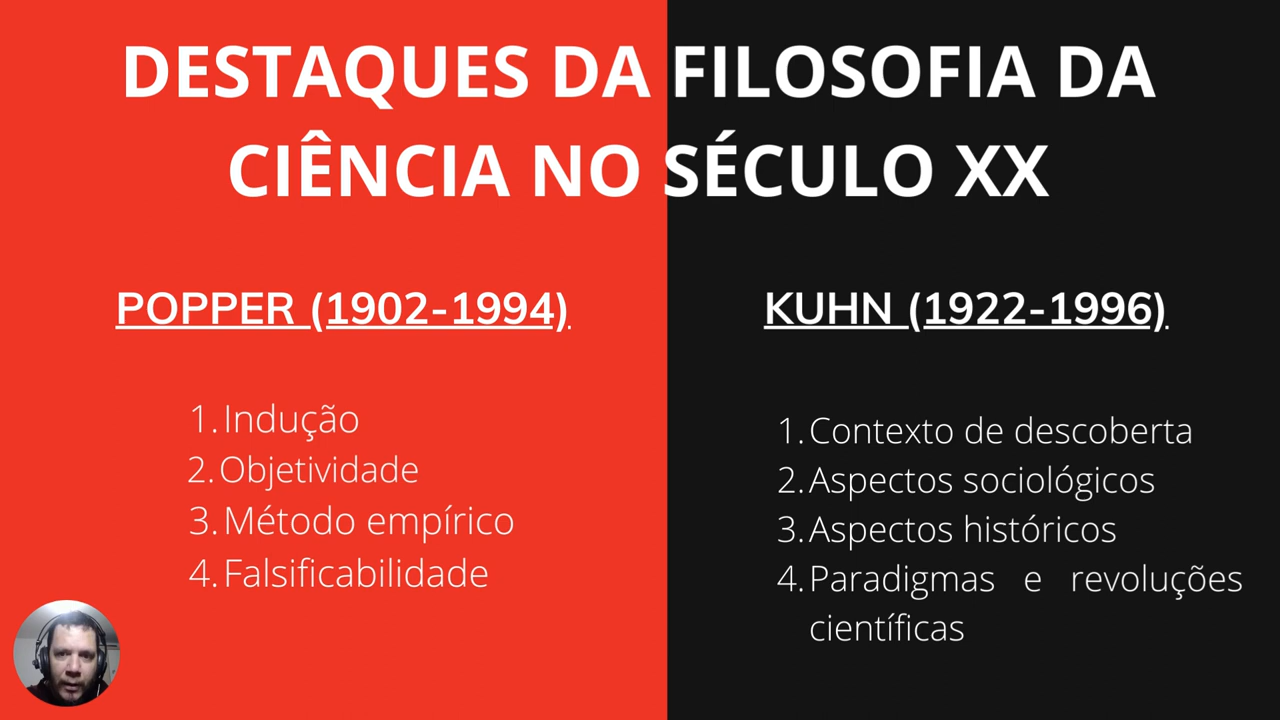 DESTAQUES DA FILOSOFIA DA
CIÊNCIA NO SÉCULO XX
POPPER (1902-1994)
1. Indução
2. Objetividade
3. Método empírico
4. Falsificabilidade
KUHN (1922-1996)
1. Contexto de descoberta
2. Aspectos sociológicos
3. Aspectos históricos
4. Paradigmas e revoluções
científicas